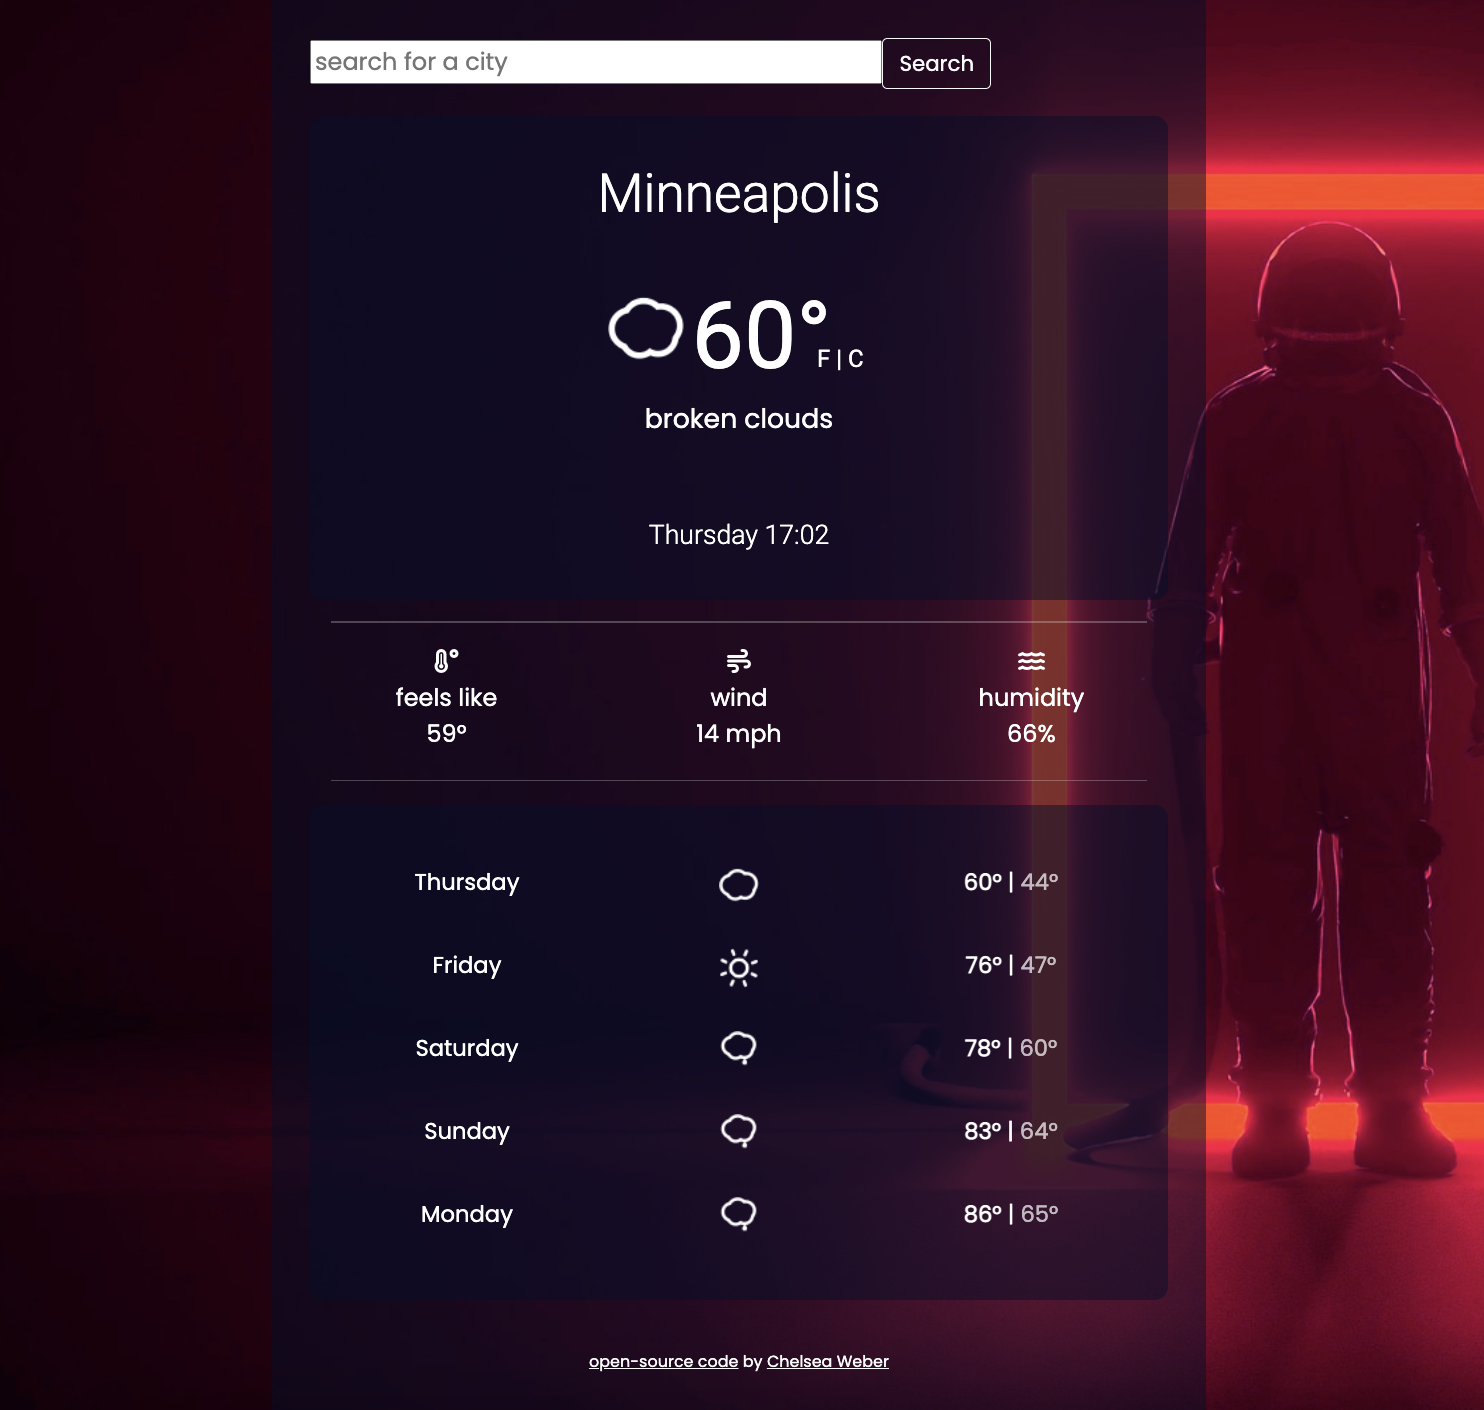 search for a city Search
Minneapolis
60° F | C
broken clouds
Thursday 17:02
feels like wind humidity
59° 14 mph 66%
Thursday 60° | 44°
Friday 76° | 47°
Saturday 78° | 60°
Sunday 83° | 64°
Monday 86° | 65°
open-source code by Chelsea Weber